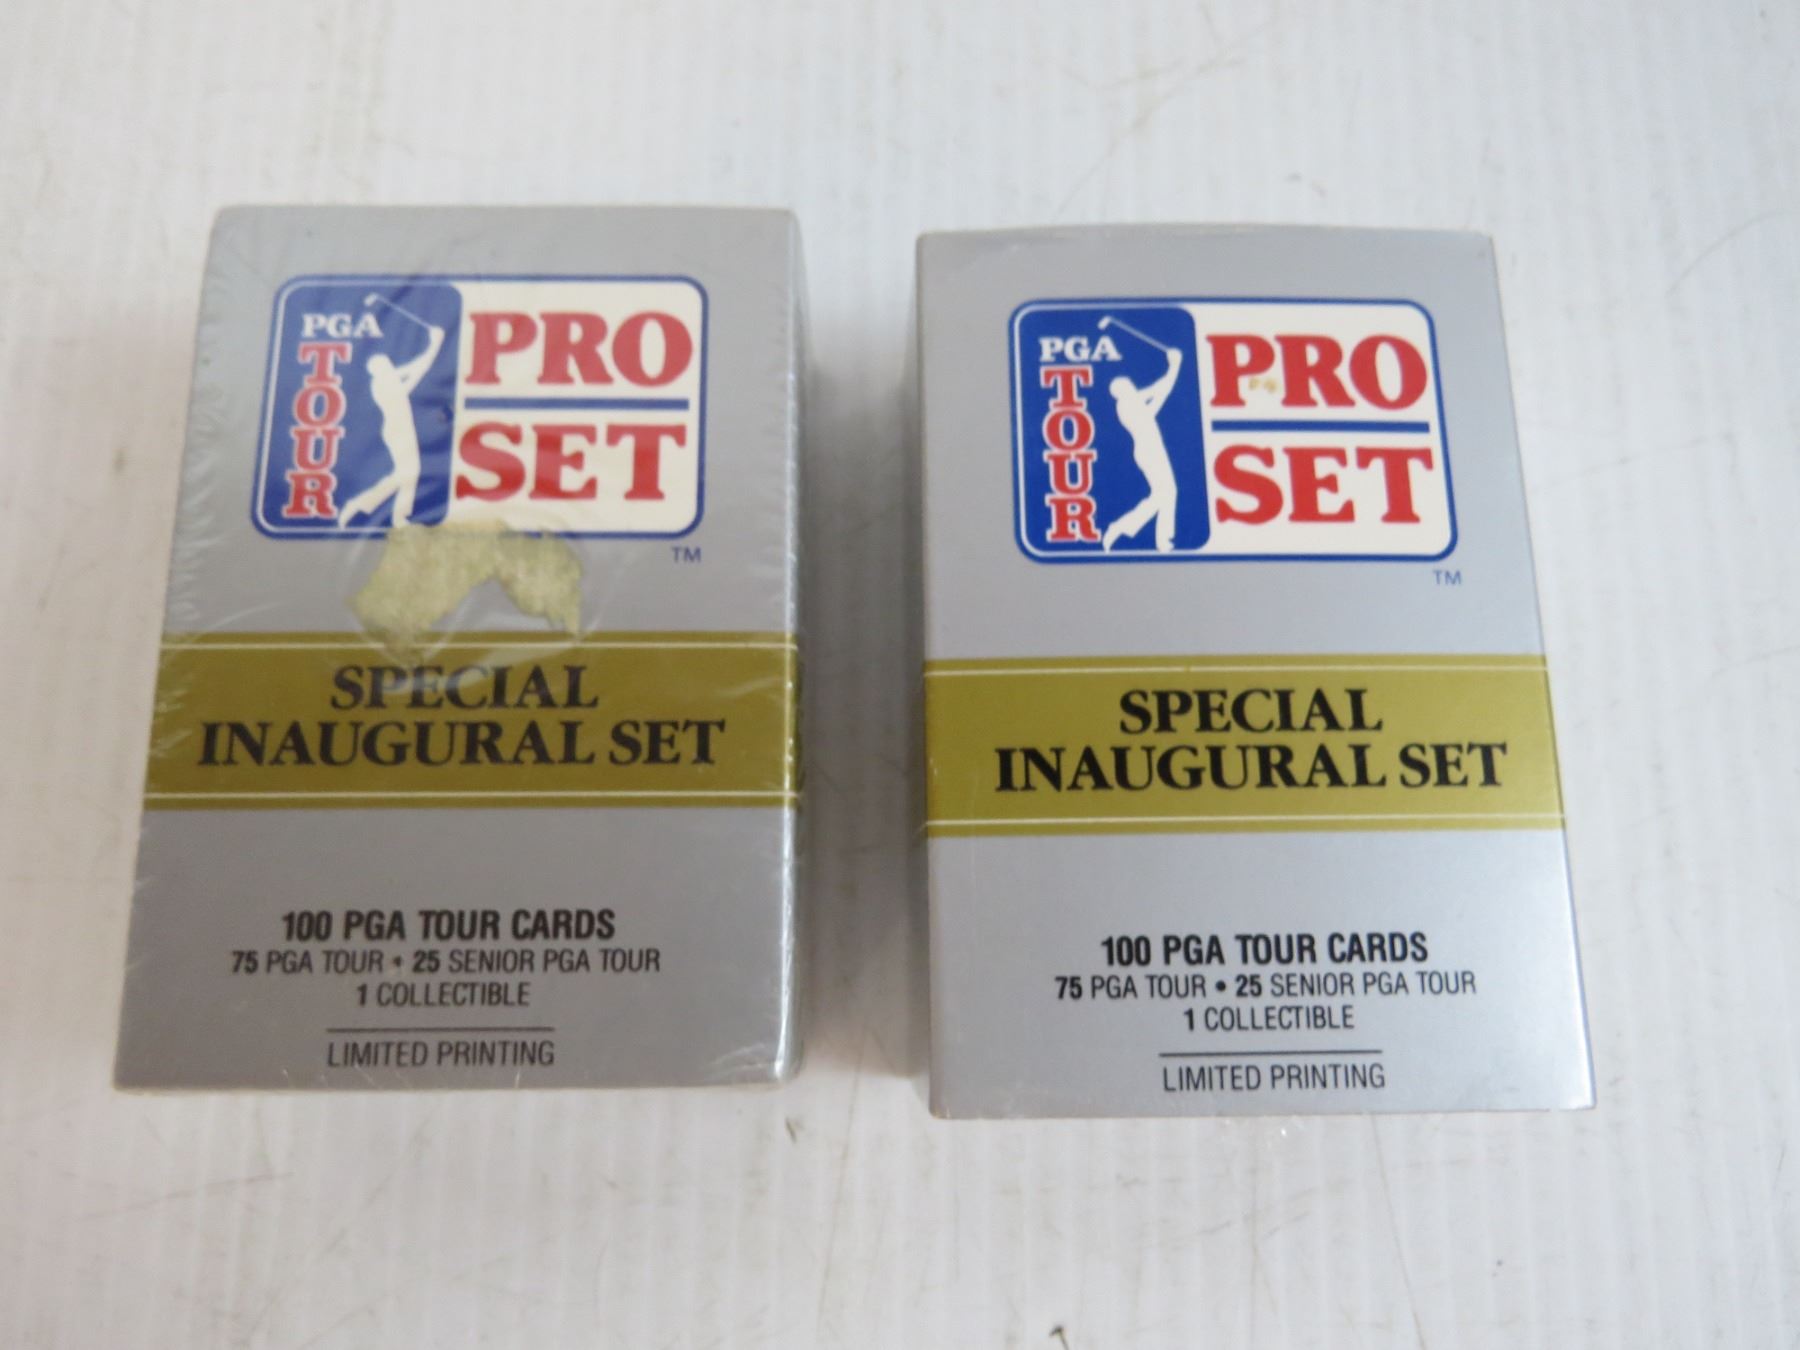 PGA
TOUR
PRO
SET
TM
SPECIAL
INAUGURAL SET
100 PGA TOUR CARDS
75 PGA TOUR • 25 SENIOR PGA TOUR
1 COLLECTIBLE
LIMITED PRINTING
PGA
TOUR
PRO
SET
TM
SPECIAL
INAUGURAL SET
100 PGA TOUR CARDS
75 PGA TOUR • 25 SENIOR PGA TOUR
1 COLLECTIBLE
LIMITED PRINTING